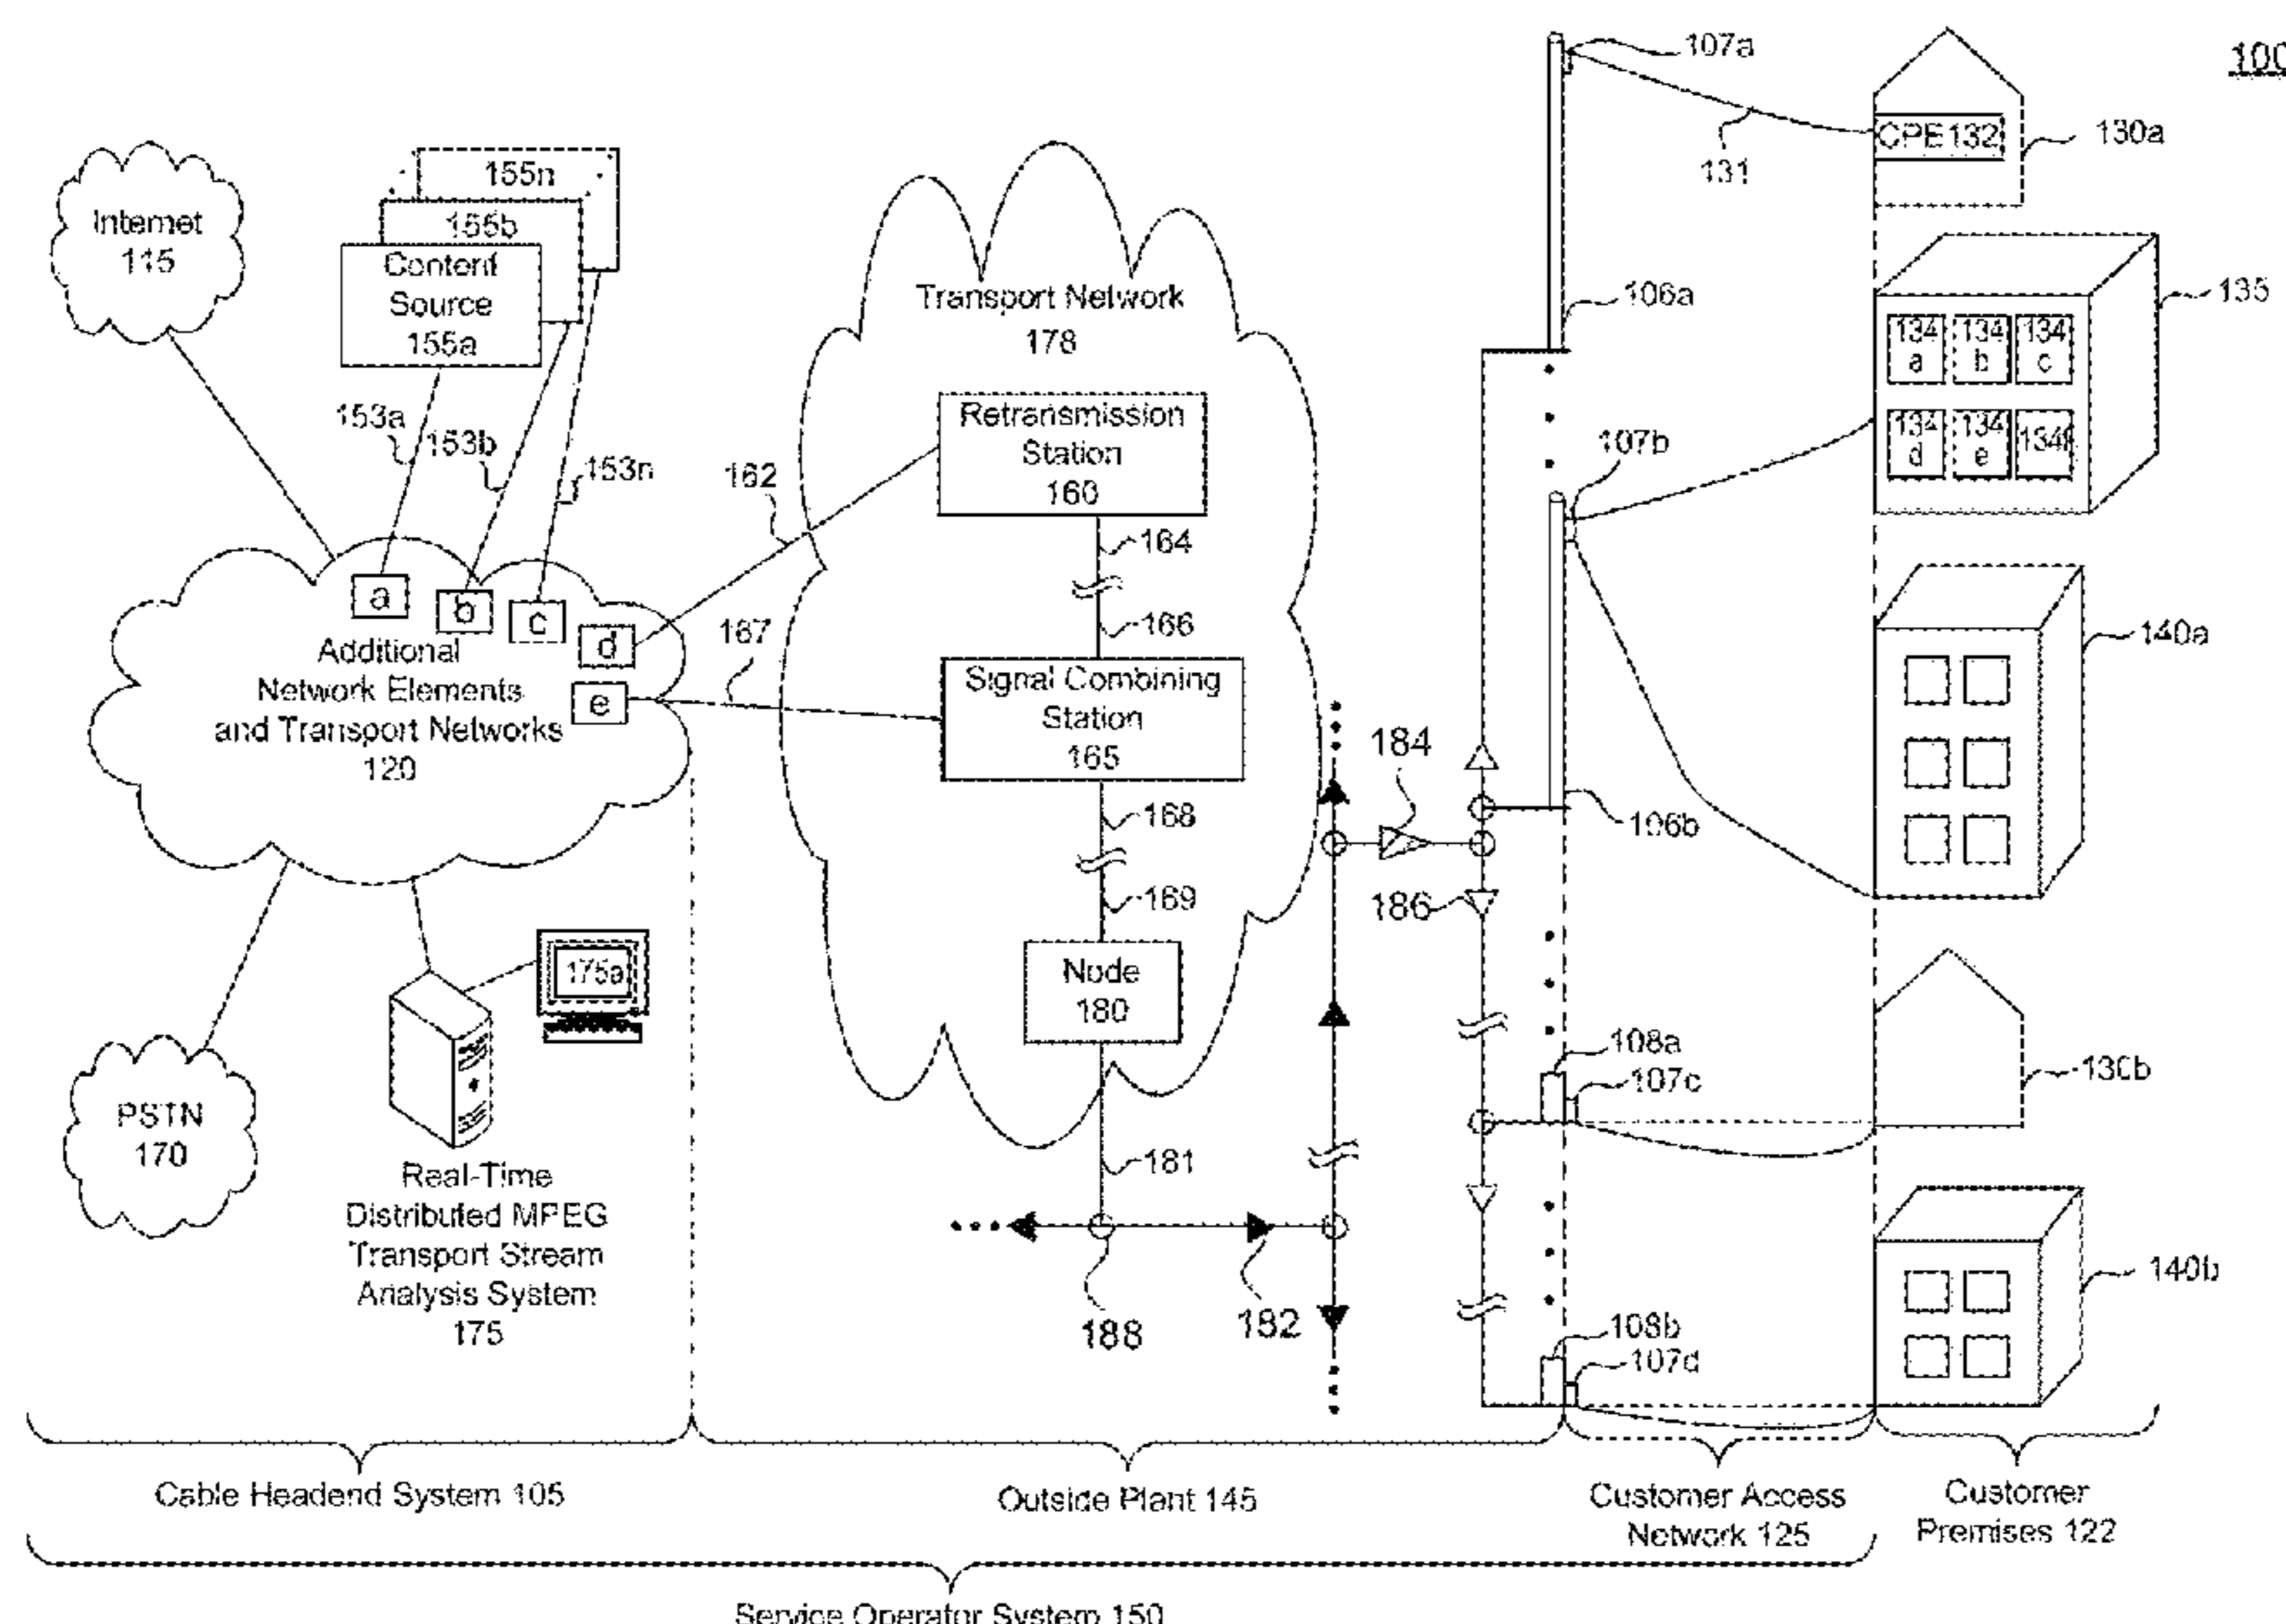 100
107a
CPE132
130a
131
155n
155b
Content
Source
155a
Internet
115
Transport Network
178
106a
135
134
a
134
b
134
c
134
d
134
e
134f
Retransmission
Station
160
153a
153b
153n
162
107b
164
166
a
b
c
d
e
Additional
Network Elements
and Transport Networks
120
167
Signal Combining
Station
165
140a
184
168
106b
186
169
175a
Node
180
108a
107c
130b
PSTN
170
181
Real-Time
Distributed MPEG
Transport Stream
Analysis System
175
188
182
108b
107d
140b
Cable Headend System 105
Outside Plant 145
Customer Access
Network 125
Customer
Premises 122
Service Operator System 150